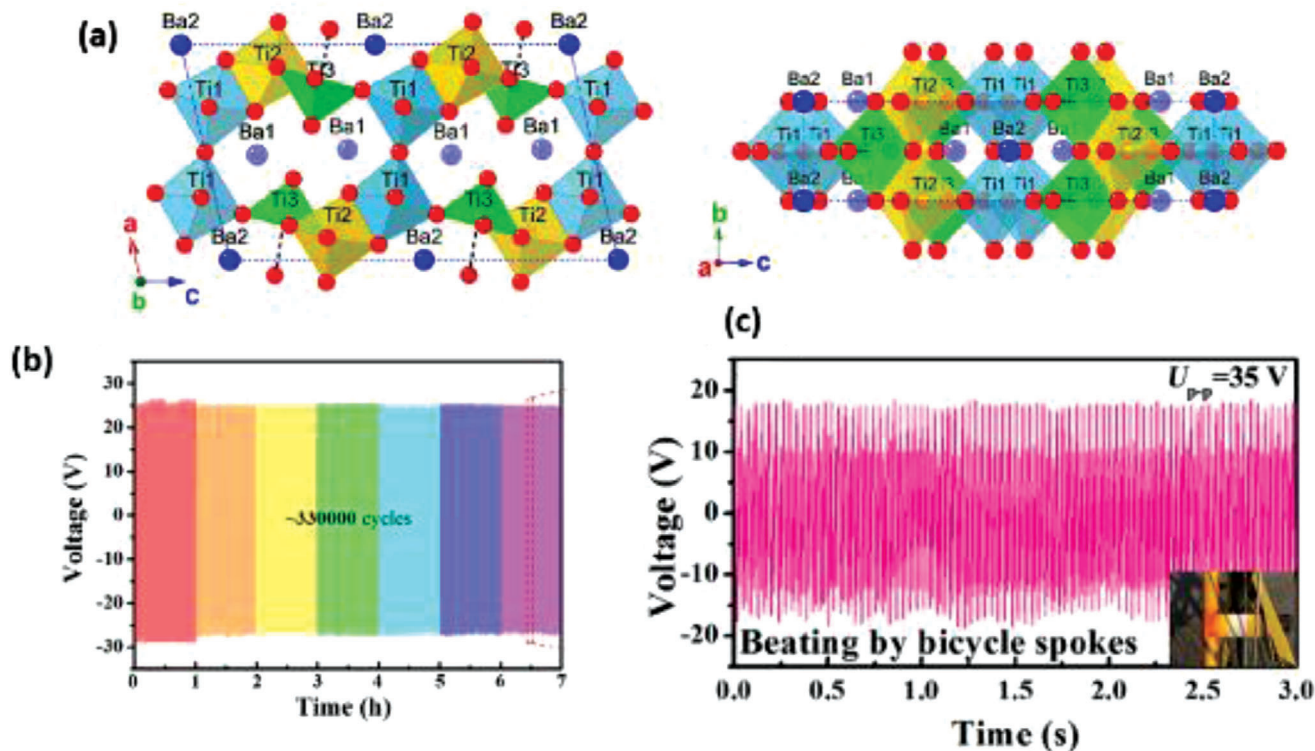 (a)
Ba2 Ba2 Ba2
Ti2 Ti2
Ti3 Ti3
Ti1 Ti1 Ti1
Ba1 Ba1 Ba1
Ti1 Ti1 Ti1
Ti3 Ti3
Ti2 Ti2
Ba2 Ba2 Ba2
a
b c
Ti2 Ti3
Ba2 Ba1 Ti1 Ti1 Ti3 Ba1 Ba2
Ti1 Ti1 Ba1 Ba2 Ti2 Ti1 Ti1
Ba2 Ba1 Ti2 Ti1 Ti1 Ti3 Ba1 Ba2
b
a c
(b)
Voltage (V)
30
20
10
0
-10
-20
-30
~330000 cycles
0 1 2 3 4 5 6 7
Time (h)
(c)
Voltage (V)
20
10
0
-10
-20
Up-p=35 V
Beating by bicycle spokes
0.0 0.5 1.0 1.5 2.0 2.5 3.0
Time (s)